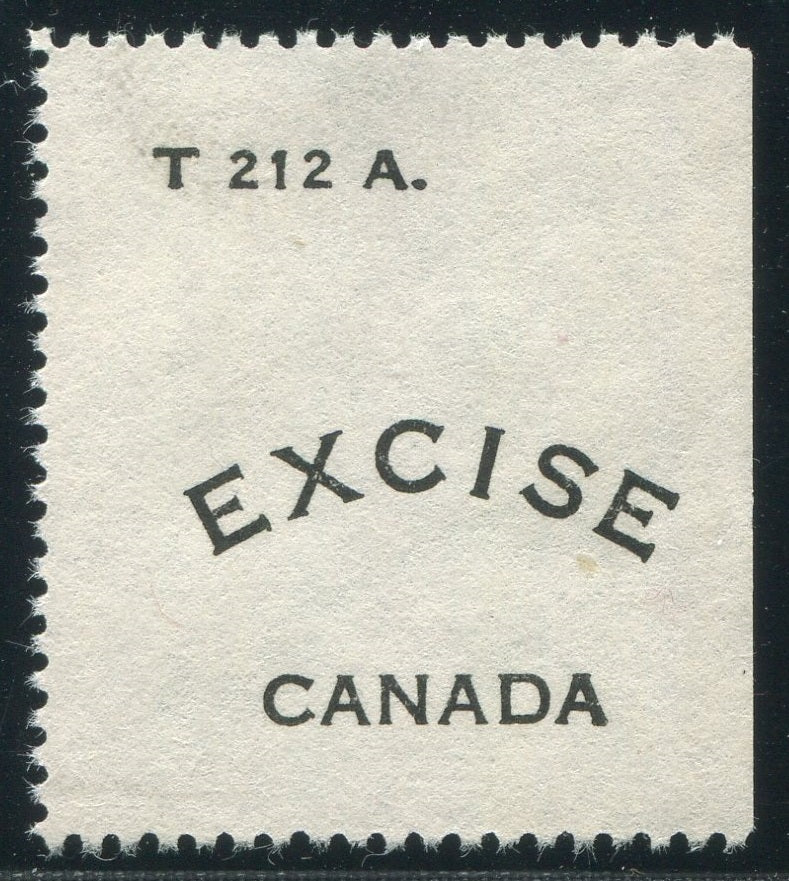 T 212 A.
EXCISE
CANADA